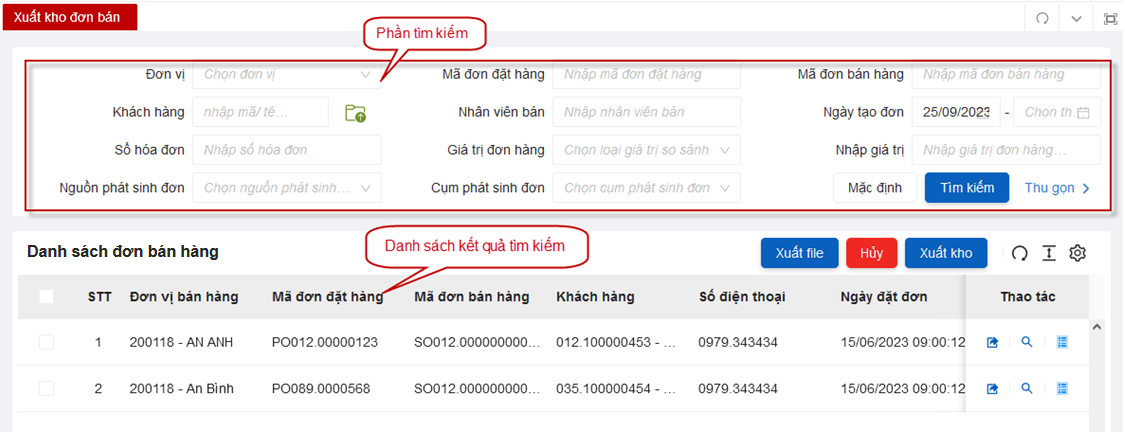 Xuất kho đơn bán
Phần tìm kiếm
Đơn vị Chọn đơn vị Mã đơn đặt hàng Nhập mã đơn đặt hàng Mã đơn bán hàng Nhập mã đơn bán hàng
Khách hàng nhập mã/ tê... Nhân viên bán Nhập nhân viên bán Ngày tạo đơn 25/09/2023 - Chọn th...
Số hóa đơn Nhập số hóa đơn Giá trị đơn hàng Chọn loại giá trị so sánh Nhập giá trị Nhập giá trị đơn hàng...
Nguồn phát sinh đơn Chọn nguồn phát sinh... Cụm phát sinh đơn Chọn cụm phát sinh đơn Mặc định Tìm kiếm Thu gọn
Danh sách kết quả tìm kiếm
Danh sách đơn bán hàng Xuất file Hủy Xuất kho
STT Đơn vị bán hàng Mã đơn đặt hàng Mã đơn bán hàng Khách hàng Số điện thoại Ngày đặt đơn Thao tác
1 200118 - AN ANH PO012.00000123 SO012.000000000... 012.100000453 - ... 0979.343434 15/06/2023 09:00:12
2 200118 - An Bình PO089.0000568 SO012.000000000... 035.100000454 - ... 0979.343434 15/06/2023 09:00:12